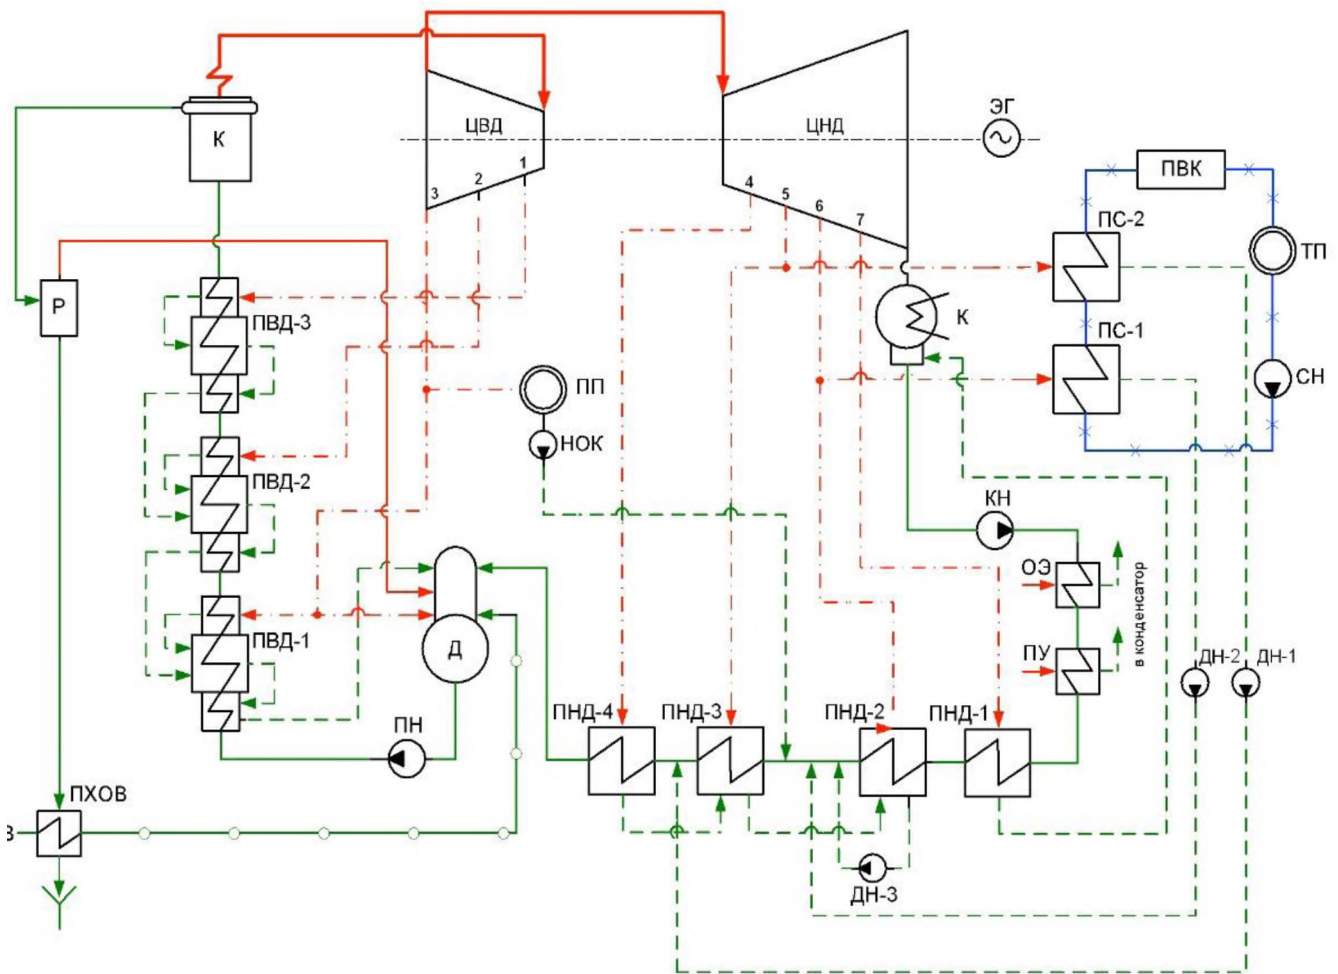 ЭГ
К
ЦВД
ЦНД
1
2
3
4
5
6
7
ПВК
ПС-2
ТП
Р
ПВД-3
К
ПС-1
СН
ПП
НОК
ПВД-2
КН
ОЭ
в конденсатор
ПВД-1
Д
ПУ
ДН-2
ДН-1
ПН
ПНД-4
ПНД-3
ПНД-2
ПНД-1
ПХОВ
в
ДН-3